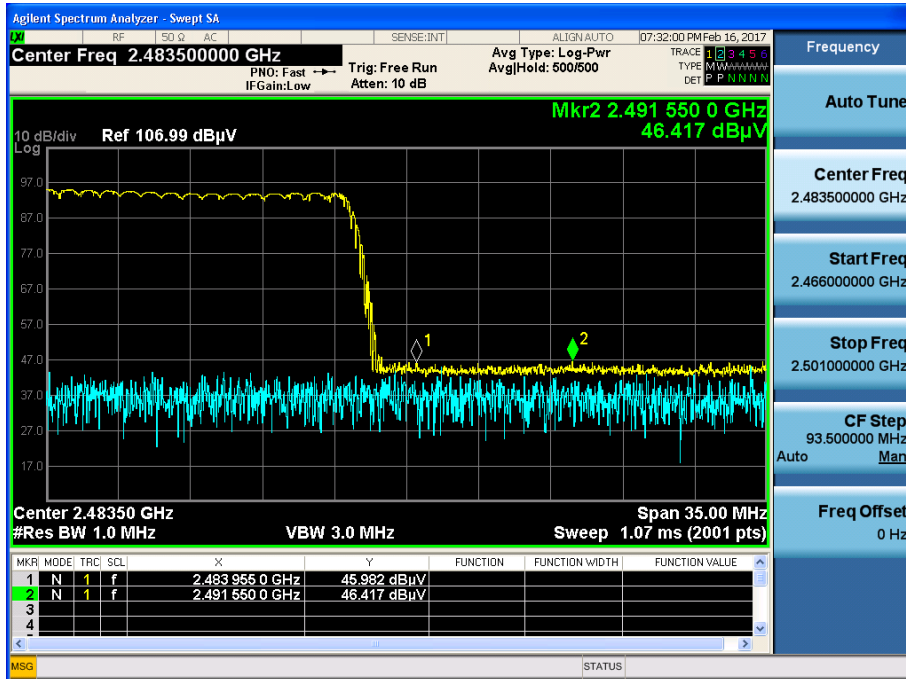 Agilent Spectrum Analyzer - Swept SA
LXI RF 50 Ω AC SENSE:INT ALIGN AUTO 07:32:00 PM Feb 16, 2017
Center Freq 2.483500000 GHz
PNO: Fast
IFGain:Low
Trig: Free Run
Atten: 10 dB
Avg Type: Log-Pwr
Avg|Hold: 500/500
TRACE 1 2 3 4 5 6
TYPE M W W W W W
DET P P N N N N
Mkr2 2.491 550 0 GHz
46.417 dBµV
10 dB/div Ref 106.99 dBµV
Log
97.0
87.0
77.0
67.0
57.0
47.0
37.0
27.0
17.0
1
2
Center 2.48350 GHz Span 35.00 MHz
#Res BW 1.0 MHz VBW 3.0 MHz Sweep 1.07 ms (2001 pts)
MKR MODE TRC SCL X Y FUNCTION FUNCTION WIDTH FUNCTION VALUE
1 N 1 f 2.483 955 0 GHz 45.982 dBµV
2 N 1 f 2.491 550 0 GHz 46.417 dBµV
3
4
MSG STATUS
Frequency
Auto Tune
Center Freq
2.483500000 GHz
Start Freq
2.466000000 GHz
Stop Freq
2.501000000 GHz
CF Step
93.500000 MHz
Auto Man
Freq Offset
0 Hz